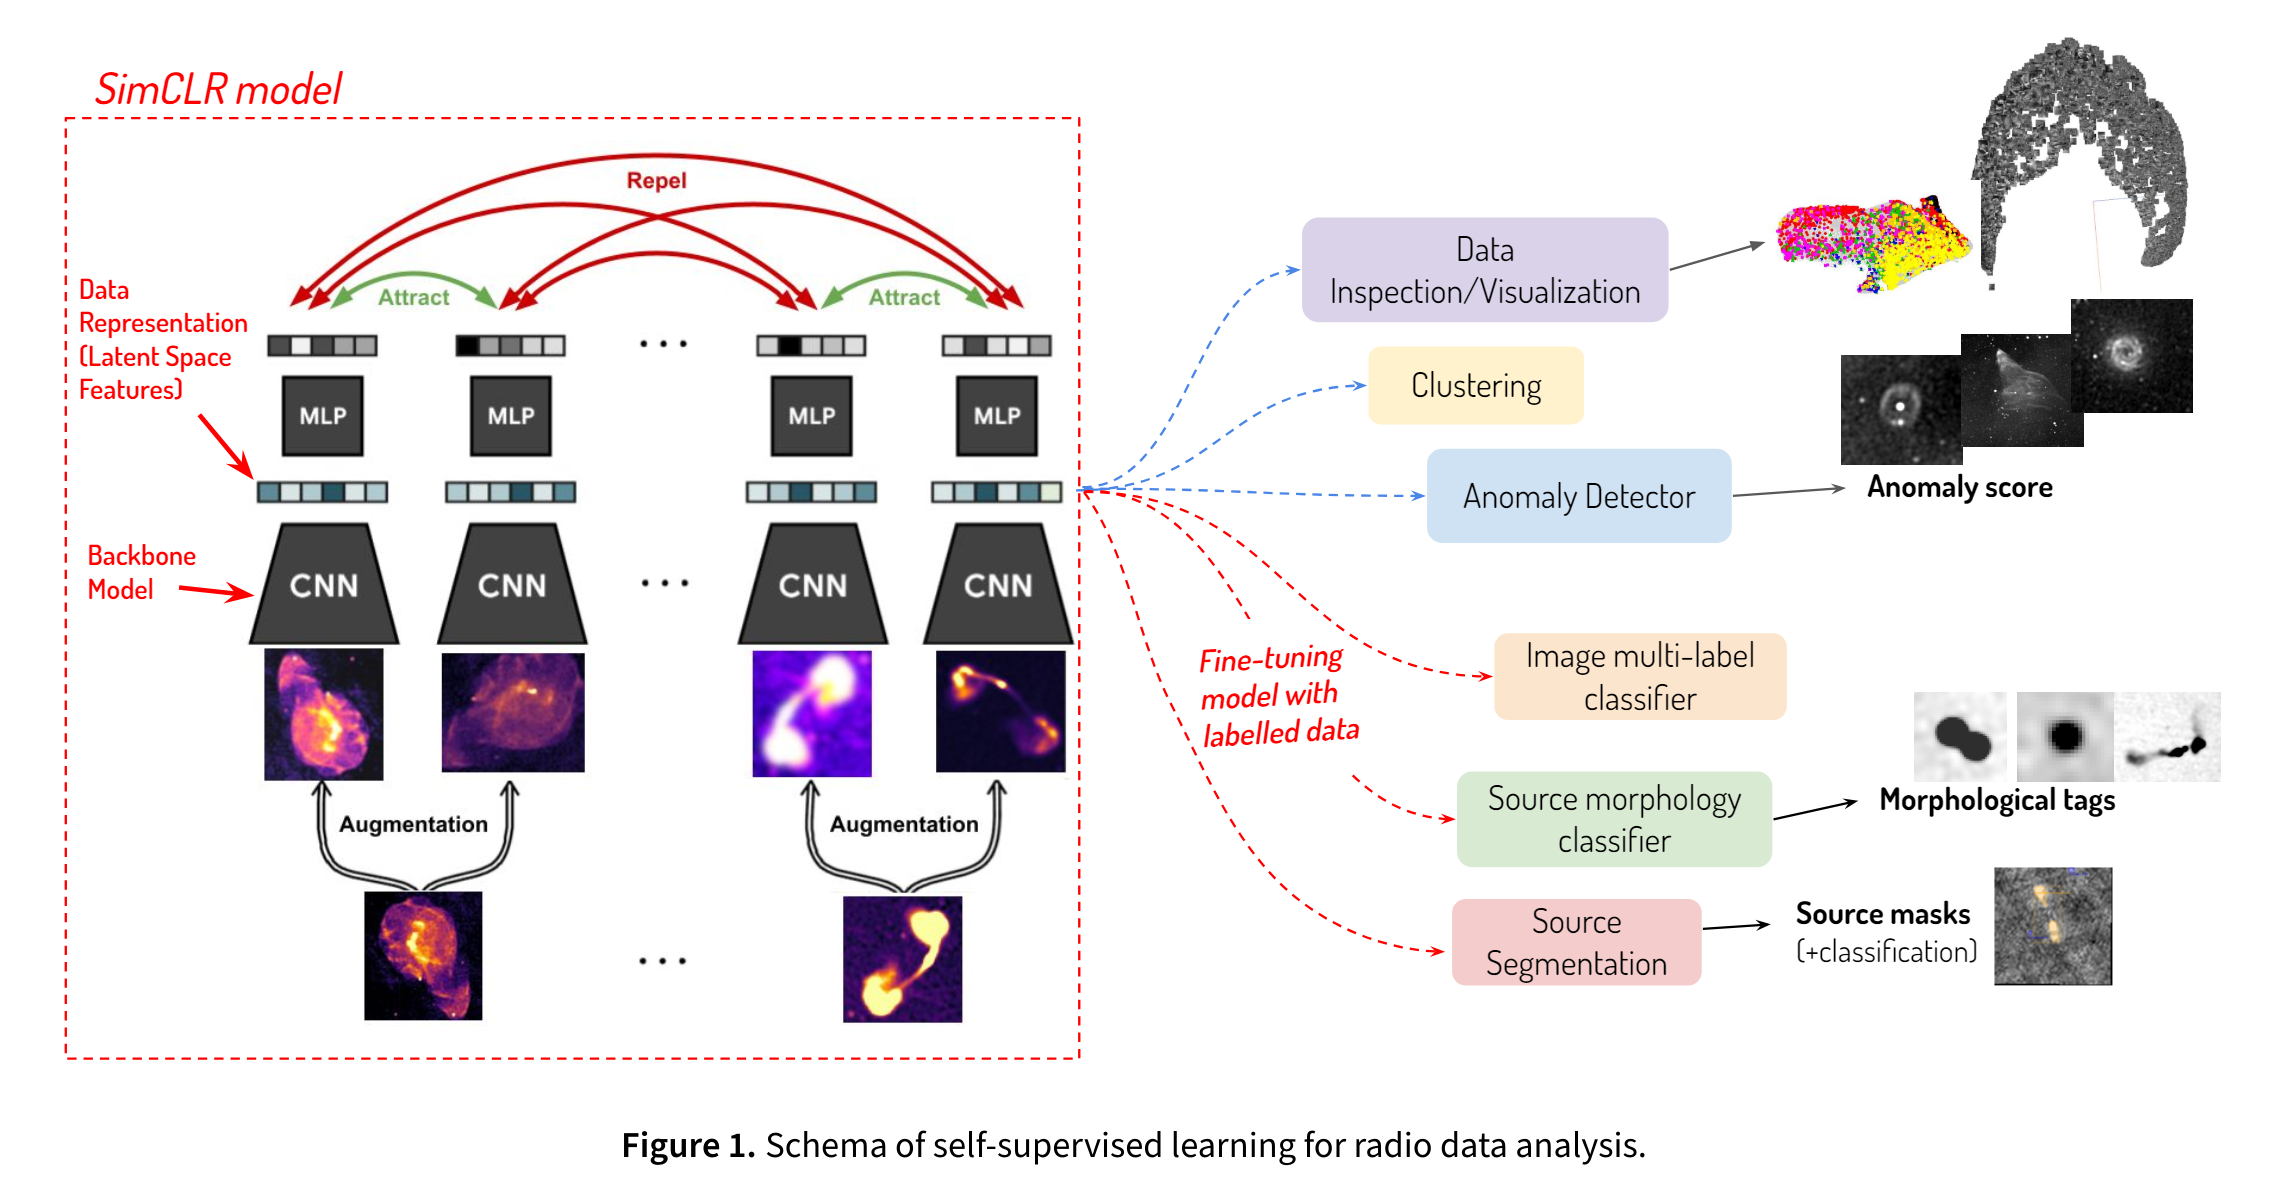 SimCLR model
Repel
Attract
Attract
Data
Representation
(Latent Space
Features)
MLP
MLP
MLP
MLP
Backbone
Model
CNN
CNN
CNN
CNN
Augmentation
Augmentation
Data
Inspection/Visualization
Clustering
Anomaly Detector
Anomaly score
Fine-tuning
model with
labelled data
Image multi-label
classifier
Source morphology
classifier
Morphological tags
Source
Segmentation
Source masks
(+classification)
Figure 1. Schema of self-supervised learning for radio data analysis.